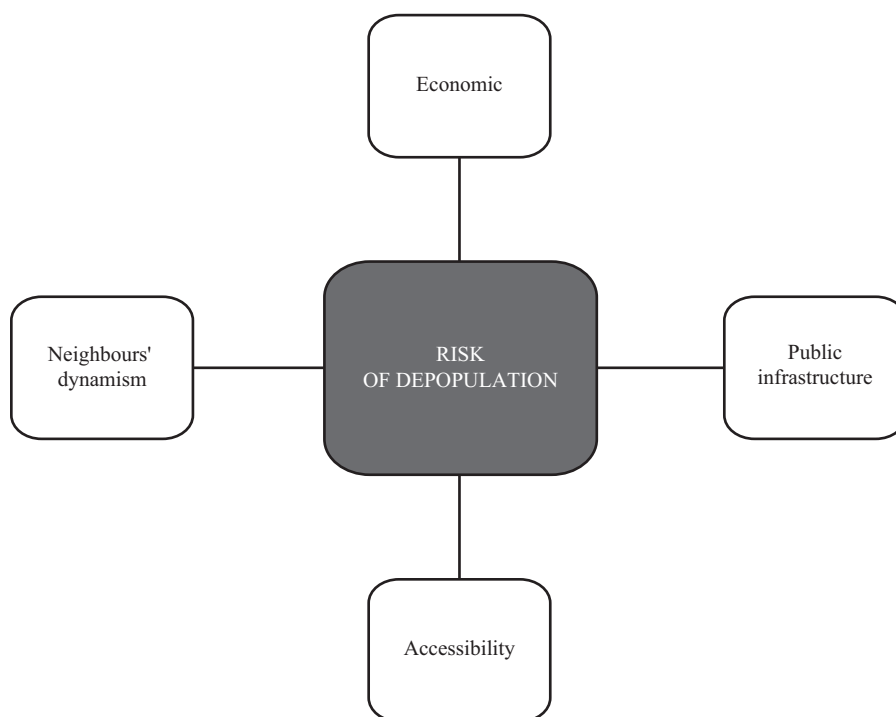 Economic
Neighbours'
dynamism
RISK
OF DEPOPULATION
Public
infrastructure
Accessibility